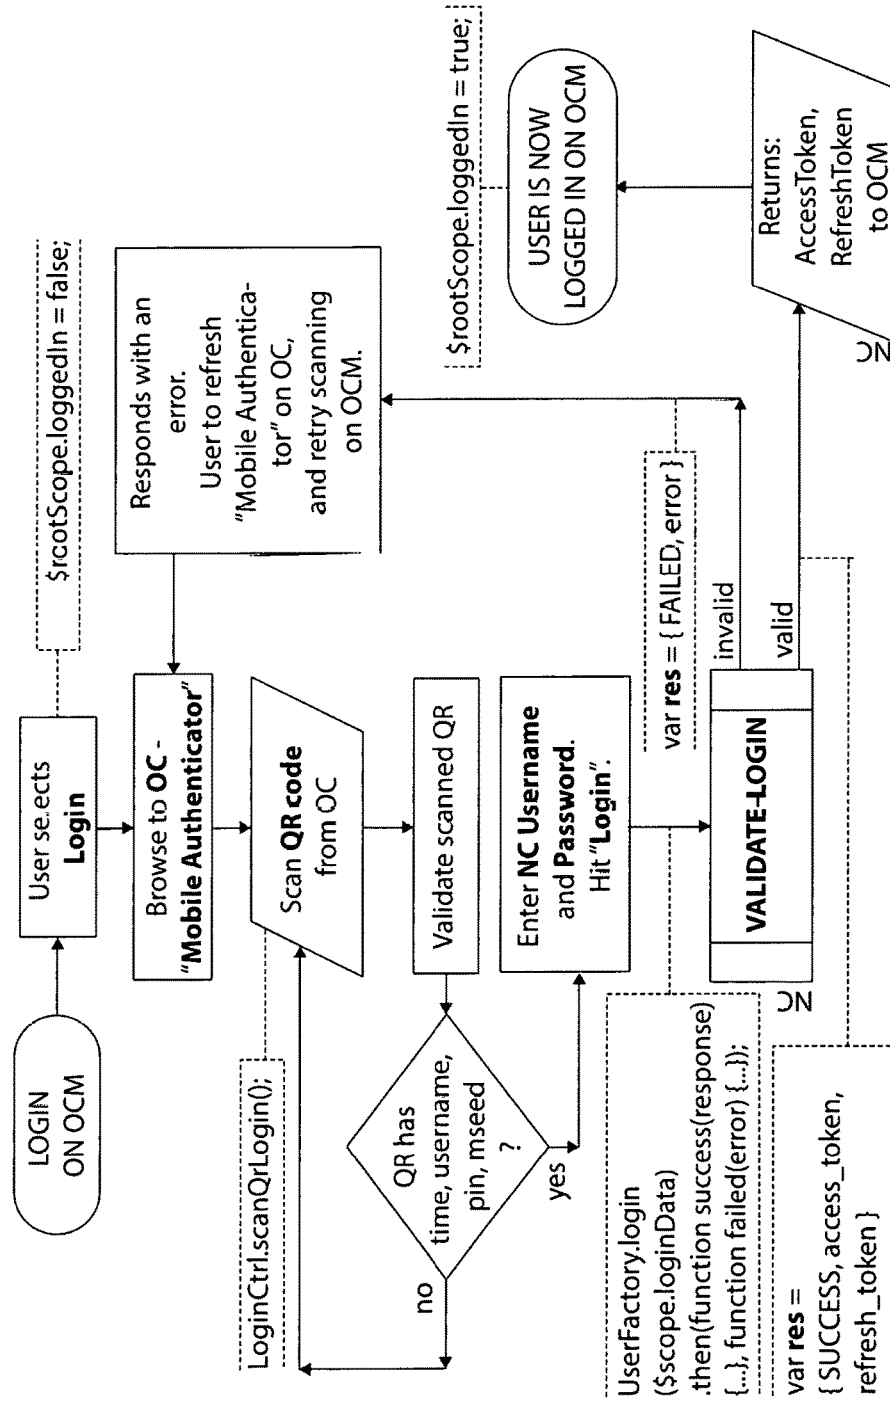 LOGIN
ON OCM
User se.ects
Login
$rootScope.loggedIn = false;
Browse to OC -
"Mobile Authenticator"
Responds with an
error.
User to refresh
"Mobile Authentica-
tor" on OC,
and retry scanning
on OCM.
LoginCtrl.scanQrLogin();
Scan QR code
from OC
Validate scanned QR
QR has
time, username,
pin, mseed
?
no
yes
Enter NC Username
and Password.
Hit "Login".
UserFactory.login
($scope.loginData)
.then(function success(response)
{...}, function failed(error) {...});
var res = { FAILED, error }
NC
VALIDATE-LOGIN
invalid
valid
var res =
{ SUCCESS, access_token,
refresh_token }
$rootScope.loggedIn = true;
USER IS NOW
LOGGED IN ON OCM
Returns:
AccessToken,
RefreshToken
to OCM
NC